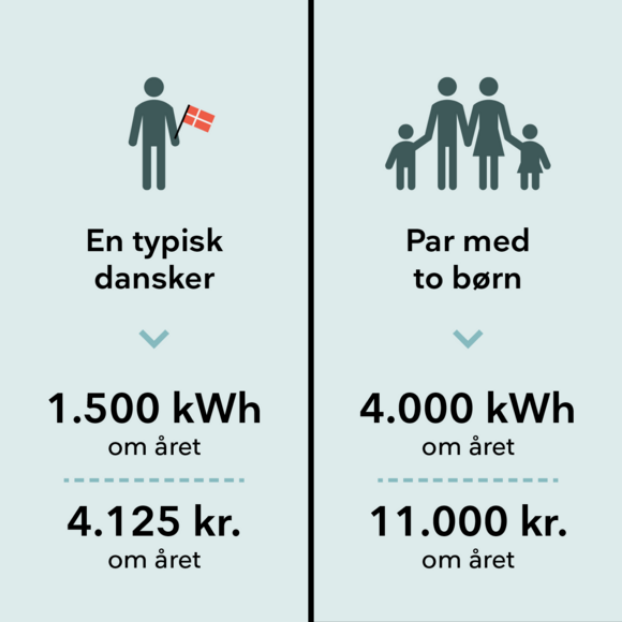 En typisk
dansker
1.500 kWh
om året
4.125 kr.
om året
Par med
to børn
4.000 kWh
om året
11.000 kr.
om året